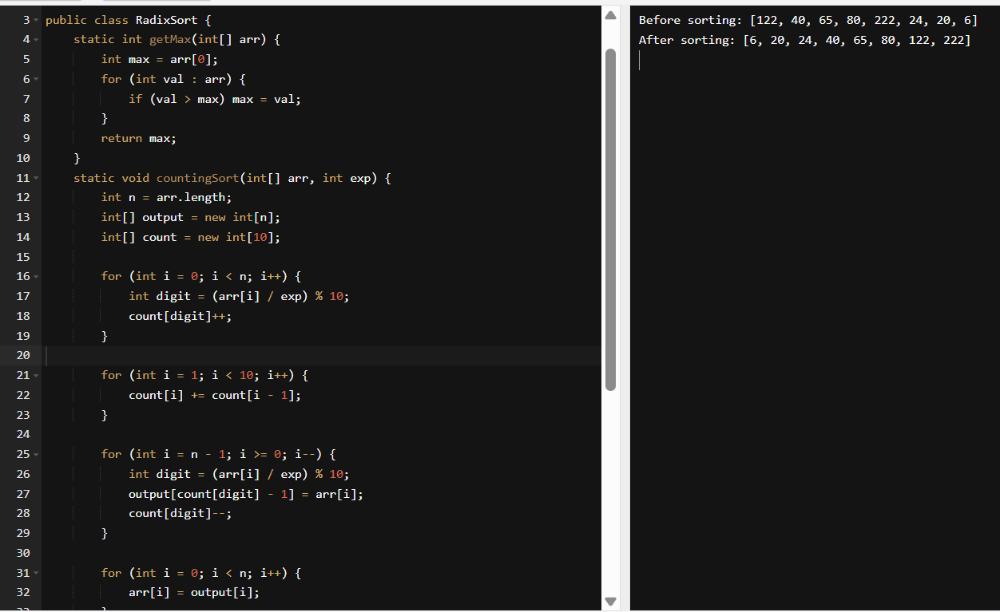 3 public class RadixSort {
4     static int getMax(int[] arr) {
5         int max = arr[0];
6         for (int val : arr) {
7             if (val > max) max = val;
8         }
9         return max;
10     }
11     static void countingSort(int[] arr, int exp) {
12         int n = arr.length;
13         int[] output = new int[n];
14         int[] count = new int[10];
15
16         for (int i = 0; i < n; i++) {
17             int digit = (arr[i] / exp) % 10;
18             count[digit]++;
19         }
20
21         for (int i = 1; i < 10; i++) {
22             count[i] += count[i - 1];
23         }
24
25         for (int i = n - 1; i >= 0; i--) {
26             int digit = (arr[i] / exp) % 10;
27             output[count[digit] - 1] = arr[i];
28             count[digit]--;
29         }
30
31         for (int i = 0; i < n; i++) {
32             arr[i] = output[i];
Before sorting: [122, 40, 65, 80, 222, 24, 20, 6]
After sorting: [6, 20, 24, 40, 65, 80, 122, 222]